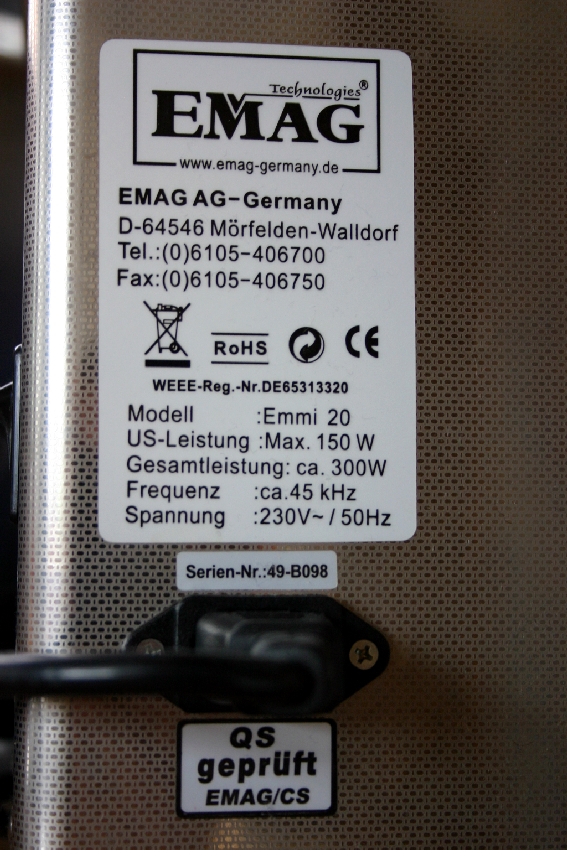 Technologies®
EMAG
www.emag-germany.de
EMAG AG-Germany
D-64546 Mörfelden-Walldorf
Tel.:(0)6105-406700
Fax:(0)6105-406750
RoHS
CE
WEEE-Reg.-Nr.DE65313320
Modell :Emmi 20
US-Leistung :Max. 150 W
Gesamtleistung: ca. 300W
Frequenz :ca.45 kHz
Spannung :230V~ / 50Hz
Serien-Nr.:49-B098
QS
geprüft
EMAG/CS